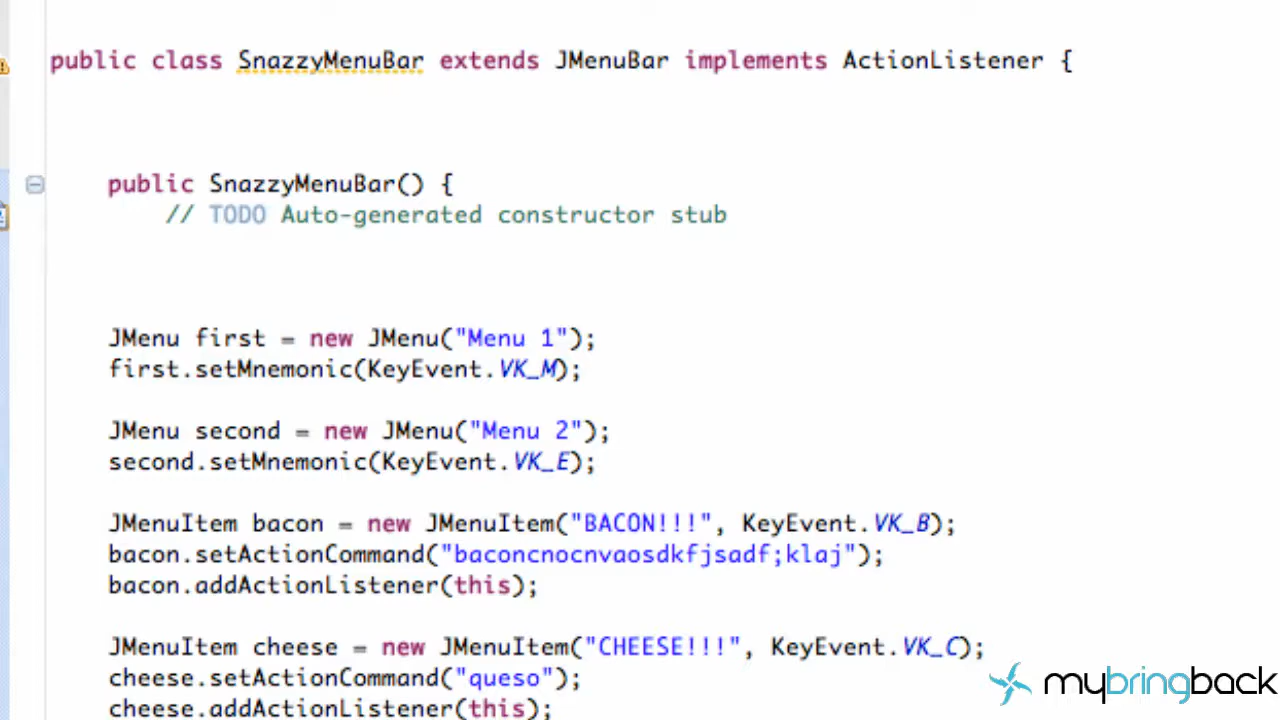 public class SnazzyMenuBar extends JMenuBar implements ActionListener {
public SnazzyMenuBar() {
// TODO Auto-generated constructor stub
JMenu first = new JMenu("Menu 1");
first.setMnemonic(KeyEvent.VK_M);
JMenu second = new JMenu("Menu 2");
second.setMnemonic(KeyEvent.VK_E);
JMenuItem bacon = new JMenuItem("BACON!!!", KeyEvent.VK_B);
bacon.setActionCommand("baconcnocnvaosdkfjsadf;klaj");
bacon.addActionListener(this);
JMenuItem cheese = new JMenuItem("CHEESE!!!", KeyEvent.VK_C);
cheese.setActionCommand("queso");
cheese.addActionListener(this);
mybringback